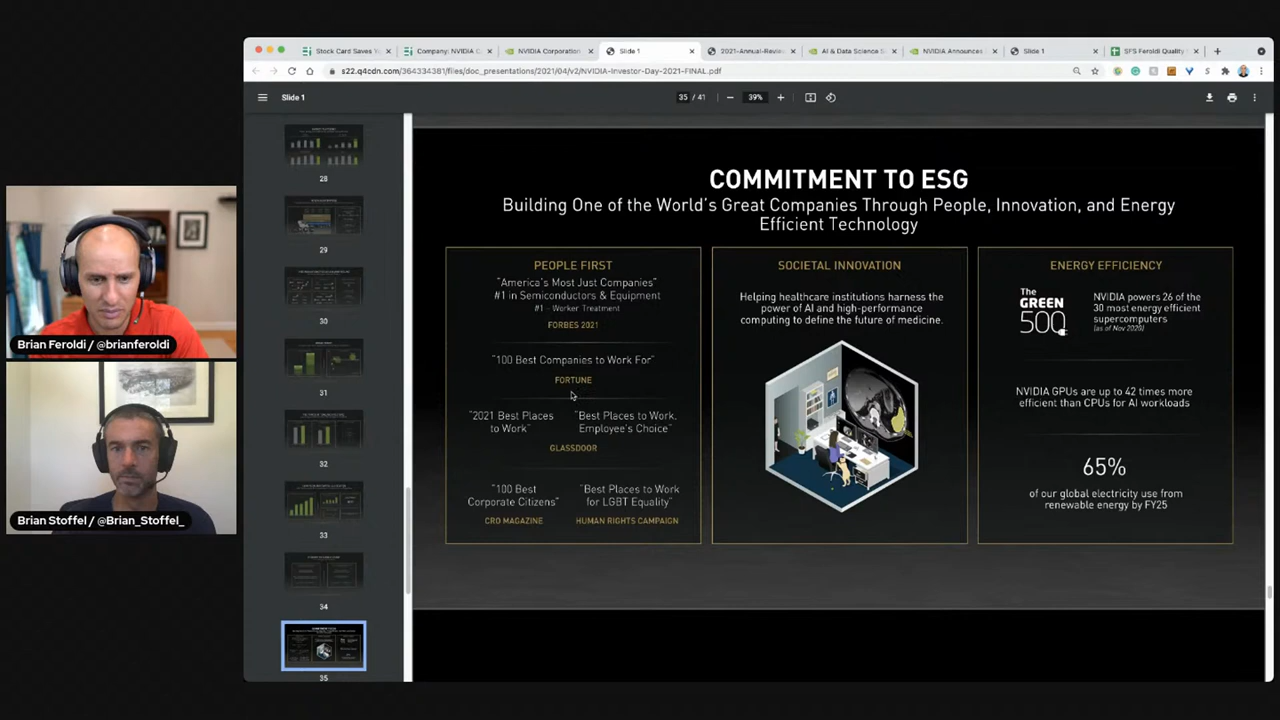 Stock Card Saves
Company: NVIDIA
NVIDIA Corporation
Slide 1
2021-Annual-Review
AI & Data Science S
NVIDIA Announces
Slide 1
SFS Feroldi Quality
s22.q4cdn.com/364334381/files/doc_presentations/2021/04/v2/NVIDIA-Investor-Day-2021-FINAL.pdf
Slide 1
35 / 41
39%
28
29
30
31
32
33
34
35
COMMITMENT TO ESG
Building One of the World's Great Companies Through People, Innovation, and Energy
Efficient Technology
PEOPLE FIRST
"America's Most Just Companies"
#1 in Semiconductors & Equipment
#1 - Worker Treatment
FORBES 2021
"100 Best Companies to Work For"
FORTUNE
"2021 Best Places
to Work"
"Best Places to Work,
Employee's Choice"
GLASSDOOR
"100 Best
Corporate Citizens"
CRO MAGAZINE
"Best Places to Work
for LGBT Equality"
HUMAN RIGHTS CAMPAIGN
SOCIETAL INNOVATION
Helping healthcare institutions harness the
power of AI and high-performance
computing to define the future of medicine.
ENERGY EFFICIENCY
The
GREEN
500
NVIDIA powers 26 of the
30 most energy efficient
supercomputers
(as of Nov 2020)
NVIDIA GPUs are up to 42 times more
efficient than CPUs for AI workloads
65%
of our global electricity use from
renewable energy by FY25
Brian Feroldi / @brianferoldi
Brian Stoffel / @Brian_Stoffel_